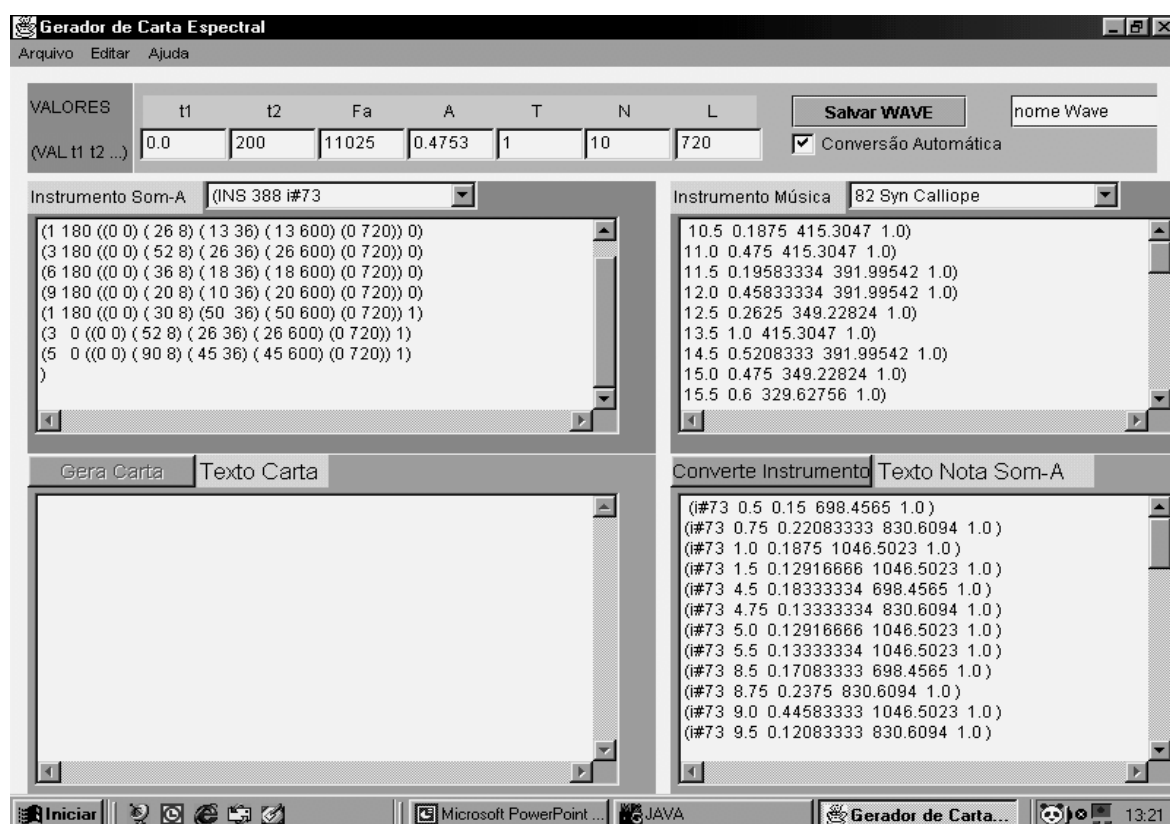 Gerador de Carta Espectral
Arquivo Editar Ajuda
VALORES t1 t2 Fa A T N L Salvar WAVE nome Wave
(VAL t1 t2 ...) 0.0 200 11025 0.4753 1 10 720 Conversão Automática
Instrumento Som-A (INS 388 i#73
(1 180 ((0 0) ( 26 8) ( 13 36) ( 13 600) (0 720)) 0)
(3 180 ((0 0) ( 52 8) ( 26 36) ( 26 600) (0 720)) 0)
(6 180 ((0 0) ( 36 8) ( 18 36) ( 18 600) (0 720)) 0)
(9 180 ((0 0) ( 20 8) ( 10 36) ( 20 600) (0 720)) 0)
(1 180 ((0 0) ( 30 8) (50 36) ( 50 600) (0 720)) 1)
(3 0 ((0 0) ( 52 8) ( 26 36) ( 26 600) (0 720)) 1)
(5 0 ((0 0) ( 90 8) ( 45 36) ( 45 600) (0 720)) 1)
)
Instrumento Música 82 Syn Calliope
10.5 0.1875 415.3047 1.0)
11.0 0.475 415.3047 1.0)
11.5 0.19583334 391.99542 1.0)
12.0 0.45833334 391.99542 1.0)
12.5 0.2625 349.22824 1.0)
13.5 1.0 415.3047 1.0)
14.5 0.5208333 391.99542 1.0)
15.0 0.475 349.22824 1.0)
15.5 0.6 329.62756 1.0)
Gera Carta Texto Carta
Converte Instrumento Texto Nota Som-A
(i#73 0.5 0.15 698.4565 1.0 )
(i#73 0.75 0.22083333 830.6094 1.0 )
(i#73 1.0 0.1875 1046.5023 1.0 )
(i#73 1.5 0.12916666 1046.5023 1.0 )
(i#73 4.5 0.18333334 698.4565 1.0 )
(i#73 4.75 0.13333334 830.6094 1.0 )
(i#73 5.0 0.12916666 1046.5023 1.0 )
(i#73 5.5 0.13333334 1046.5023 1.0 )
(i#73 8.5 0.17083333 698.4565 1.0 )
(i#73 8.75 0.2375 830.6094 1.0 )
(i#73 9.0 0.44583333 1046.5023 1.0 )
(i#73 9.5 0.12083333 830.6094 1.0 )
Iniciar Microsoft PowerPoint ... JAVA Gerador de Carta... 13:21